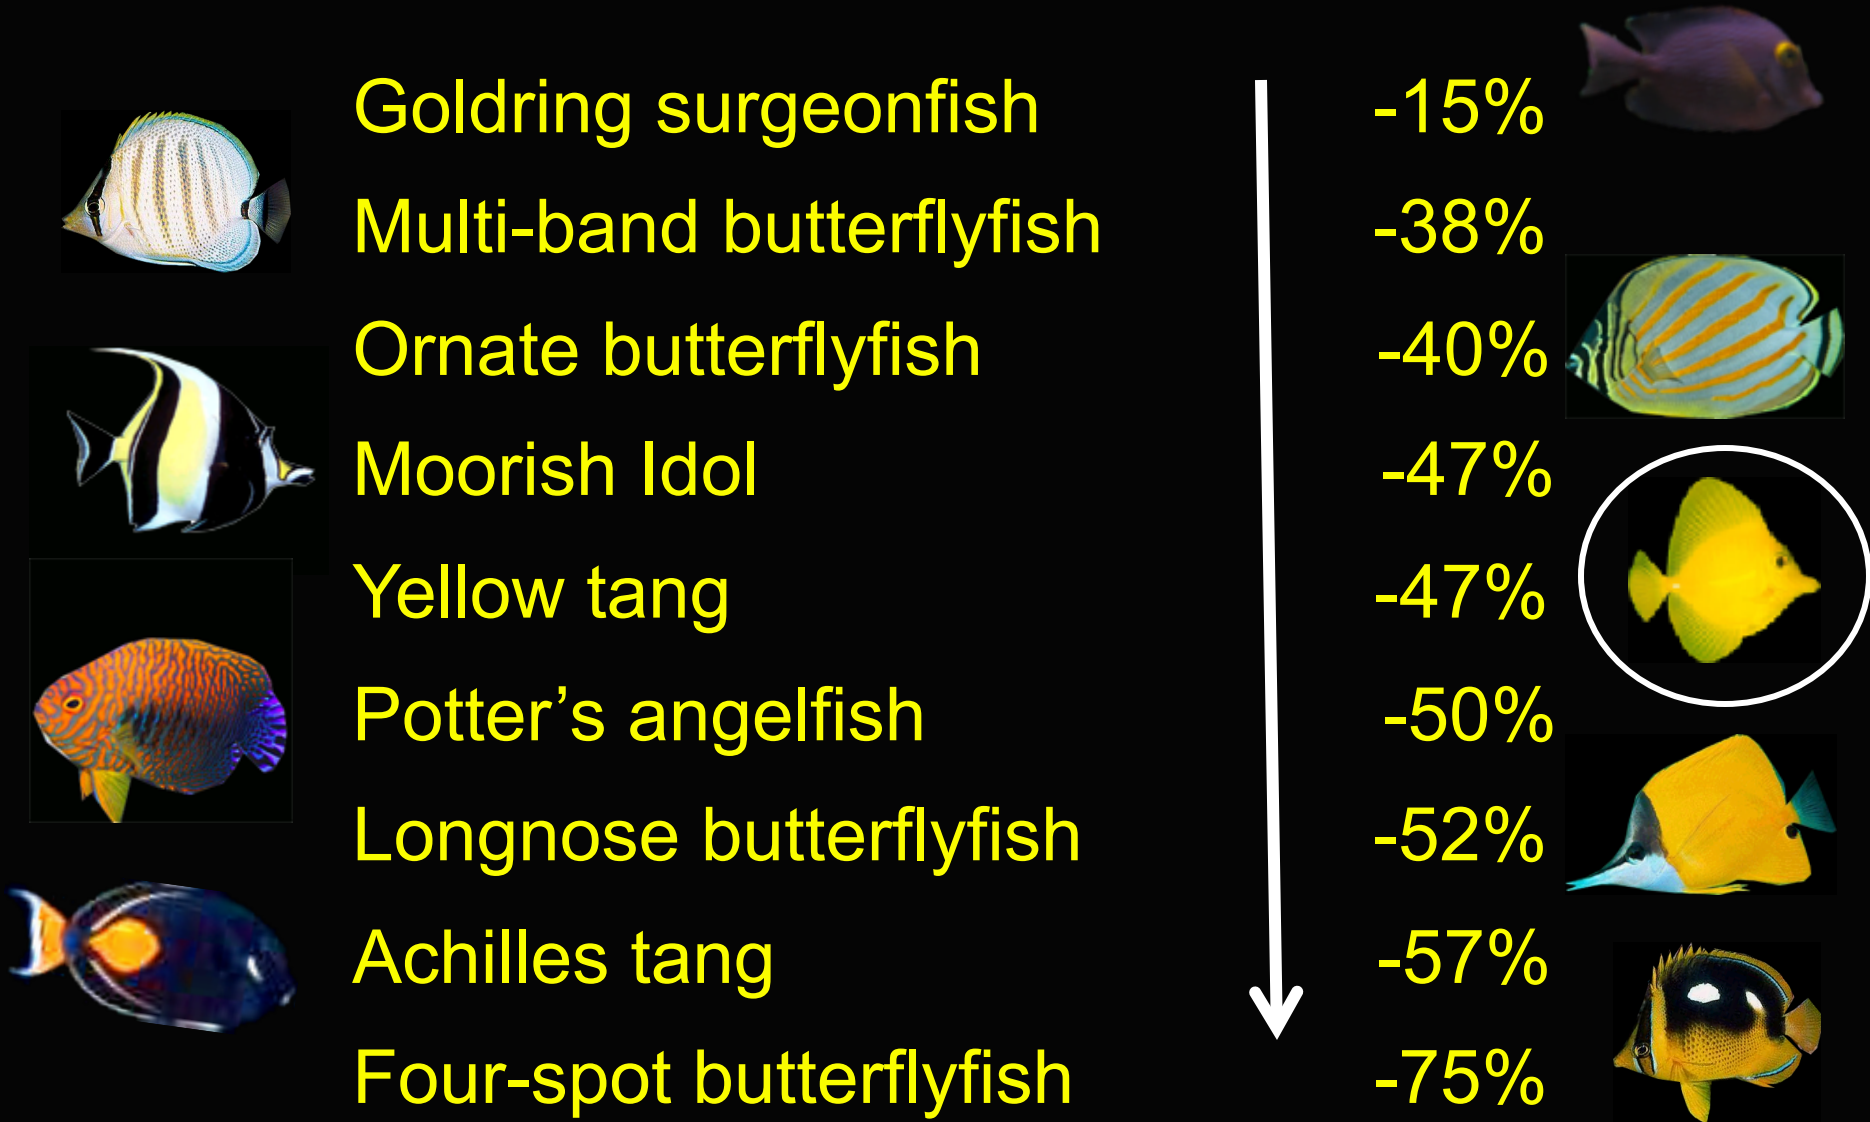 Goldring surgeonfish -15%
Multi-band butterflyfish -38%
Ornate butterflyfish -40%
Moorish Idol -47%
Yellow tang -47%
Potter’s angelfish -50%
Longnose butterflyfish -52%
Achilles tang -57%
Four-spot butterflyfish -75%